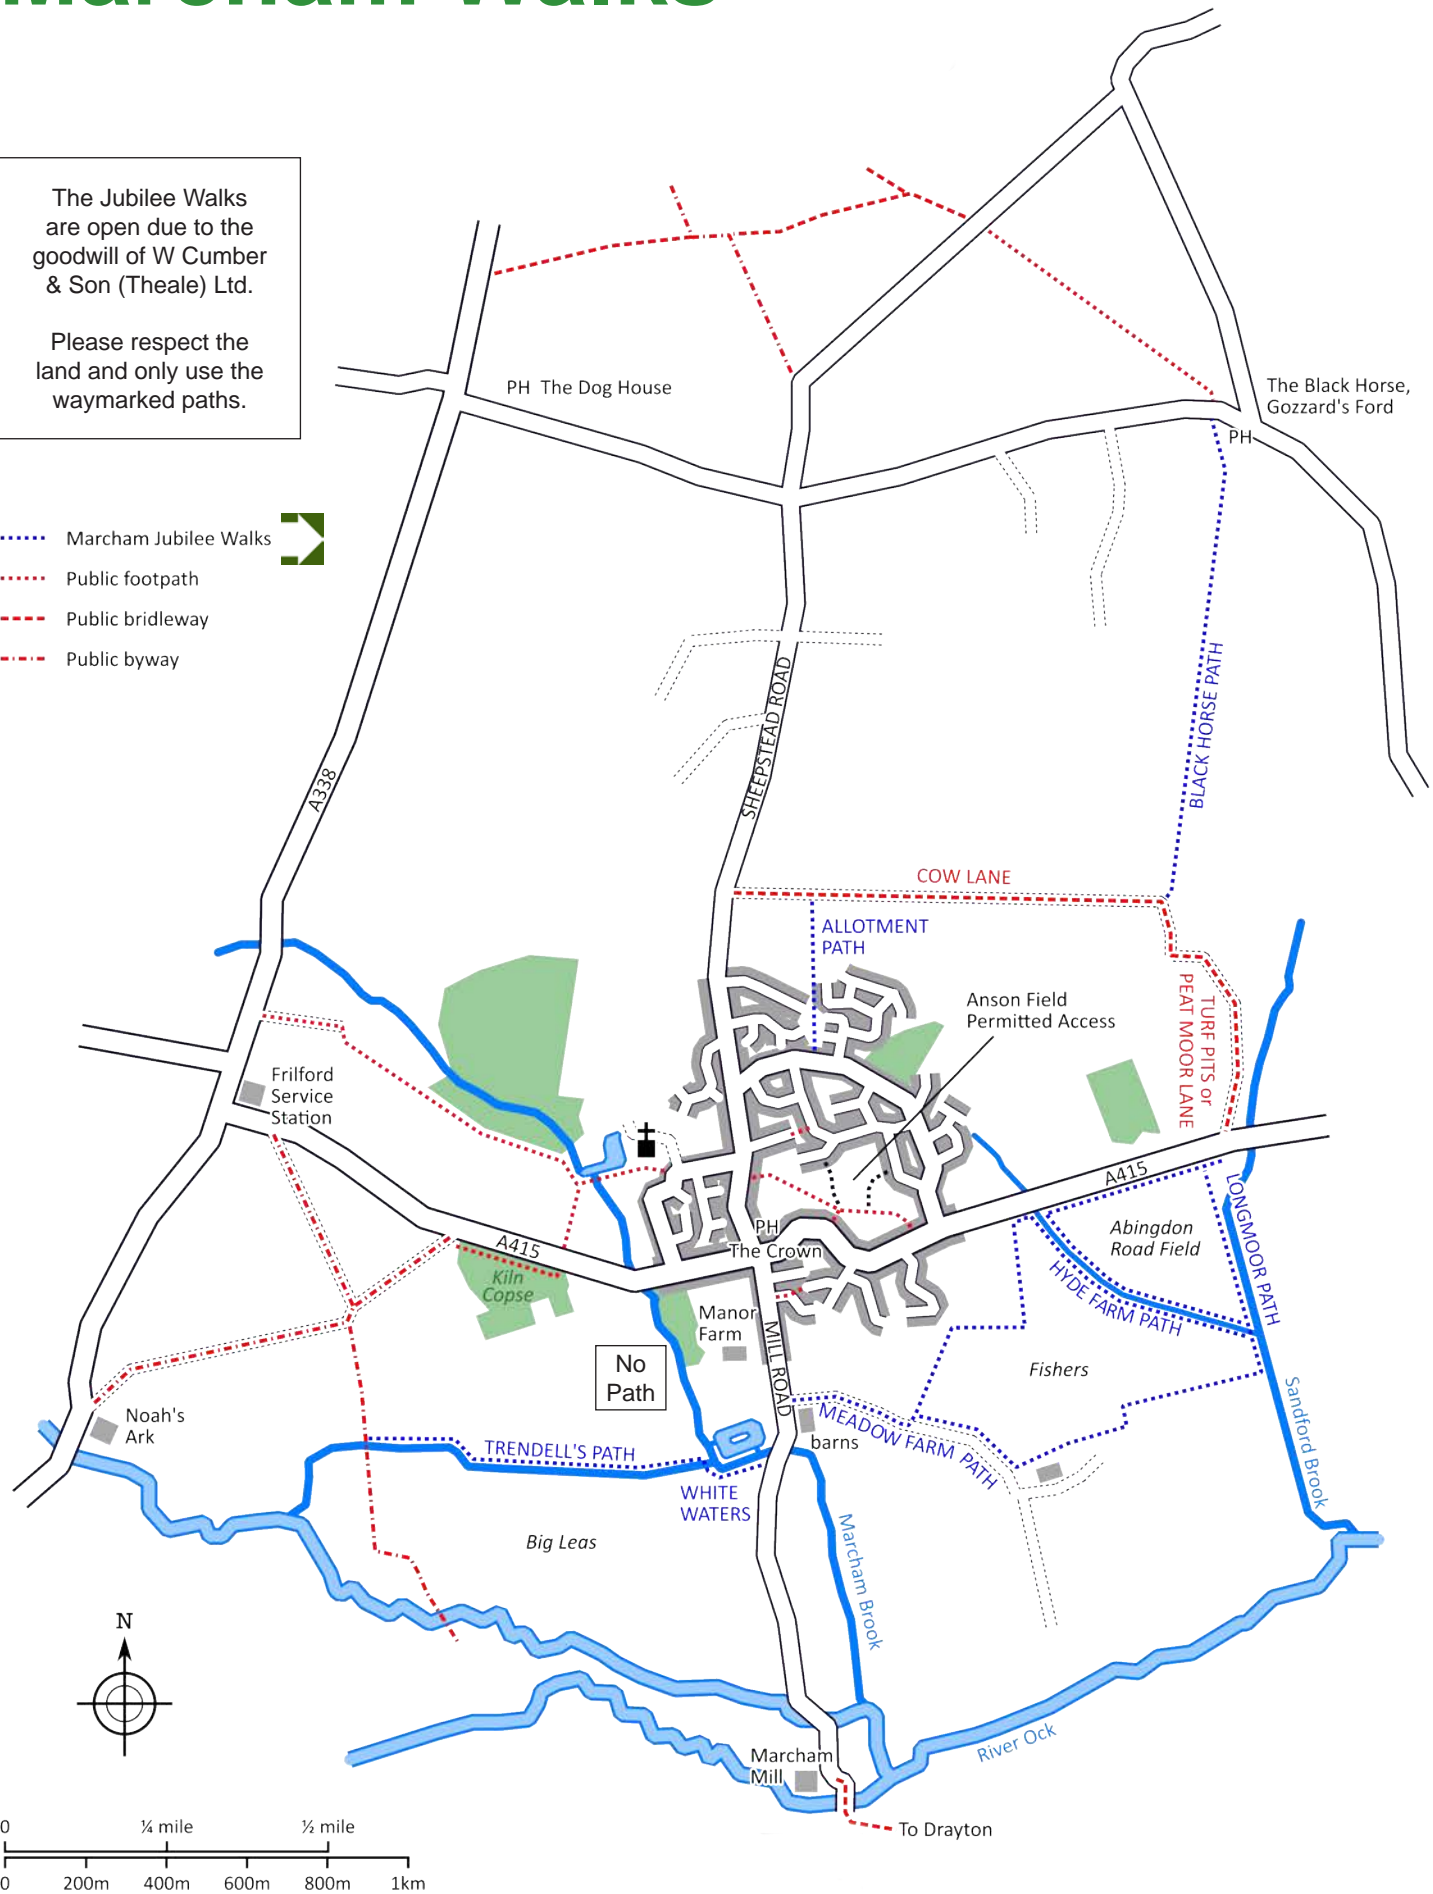 Marcham Walks
The Jubilee Walks
are open due to the
goodwill of W Cumber
& Son (Theale) Ltd.
Please respect the
land and only use the
waymarked paths.
PH The Dog House
The Black Horse,
Gozzard's Ford
PH
Marcham Jubilee Walks
Public footpath
Public bridleway
Public byway
A338
SHEEPSTEAD ROAD
BLACK HORSE PATH
COW LANE
ALLOTMENT
PATH
Anson Field
Permitted Access
TURF PITS or
PEAT MOOR LANE
Frilford
Service
Station
A415
LONGMOOR PATH
Abingdon
Road Field
PH
The Crown
A415
Kiln
Copse
HYDE FARM PATH
Manor
Farm
No
Path
MILL ROAD
Fishers
Sandford Brook
Noah's
Ark
MEADOW FARM PATH
barns
TRENDELL'S PATH
WHITE
WATERS
Big Leas
Marcham Brook
N
River Ock
Marcham
Mill
To Drayton
0 ¼ mile ½ mile
0 200m 400m 600m 800m 1km